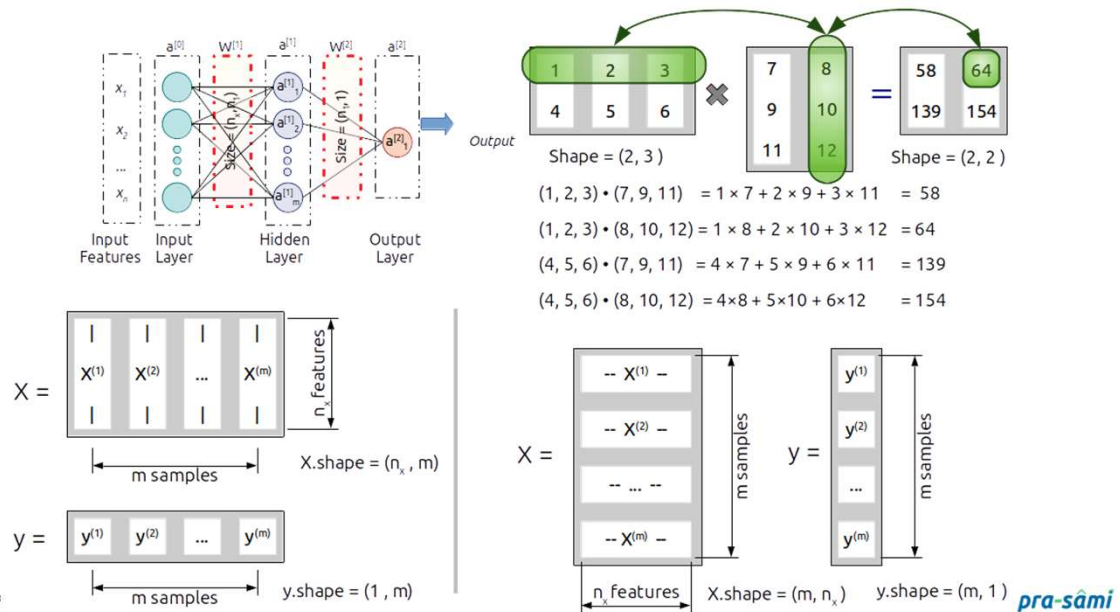 a[0] W[1] a[1] W[2] a[2]
x1
x2
...
xn
Size = (nx,n1)
a[1]1
a[1]2
a[1]m
Size = (n1, 1)
a[2]1
Output
Input Features
Input Layer
Hidden Layer
Output Layer
1 2 3
4 5 6
Shape = (2, 3 )
7 8
9 10
11 12
=
58 64
139 154
Shape = (2, 2 )
(1, 2, 3) • (7, 9, 11) = 1 × 7 + 2 × 9 + 3 × 11 = 58
(1, 2, 3) • (8, 10, 12) = 1 × 8 + 2 × 10 + 3 × 12 = 64
(4, 5, 6) • (7, 9, 11) = 4 × 7 + 5 × 9 + 6 × 11 = 139
(4, 5, 6) • (8, 10, 12) = 4×8 + 5×10 + 6×12 = 154
X =
| | | |
X(1) X(2) ... X(m)
| | | |
nx features
m samples
X.shape = (nx , m)
y =
y(1) y(2) ... y(m)
m samples
y.shape = (1 , m)
X =
-- X(1) --
-- X(2) --
-- ... --
-- X(m) --
m samples
nx features
X.shape = (m, nx )
y =
y(1)
y(2)
...
y(m)
m samples
y.shape = (m, 1 )
pra-sâmi